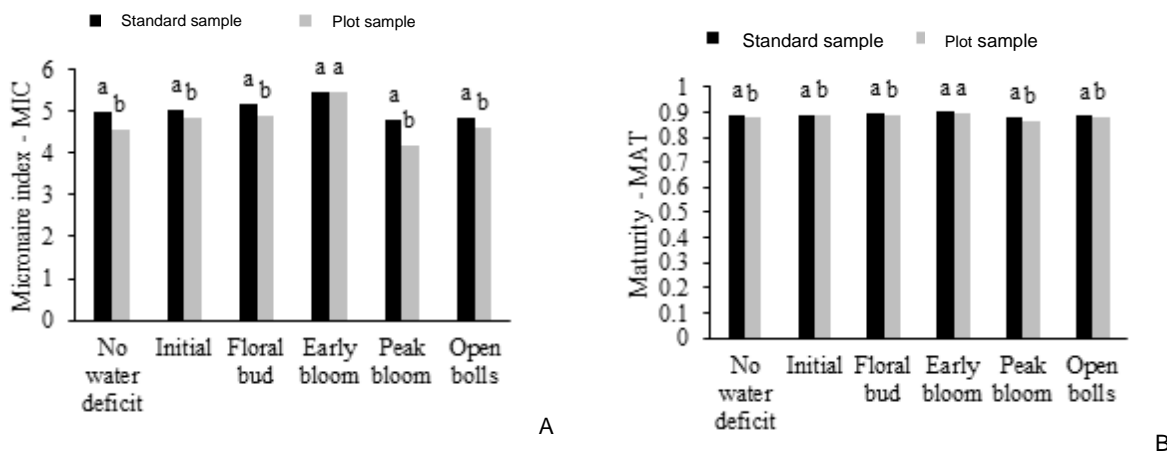 Standard sample Plot sample
Micronaire index - MIC
6
5
4
3
2
1
0
a b a b a b a a a b a b
No water deficit
Initial
Floral bud
Early bloom
Peak bloom
Open bolls
A
Standard sample Plot sample
Maturity - MAT
1
0.9
0.8
0.7
0.6
0.5
0.4
0.3
0.2
0.1
0
a b a b a b a a a b a b
No water deficit
Initial
Floral bud
Early bloom
Peak bloom
Open bolls
B